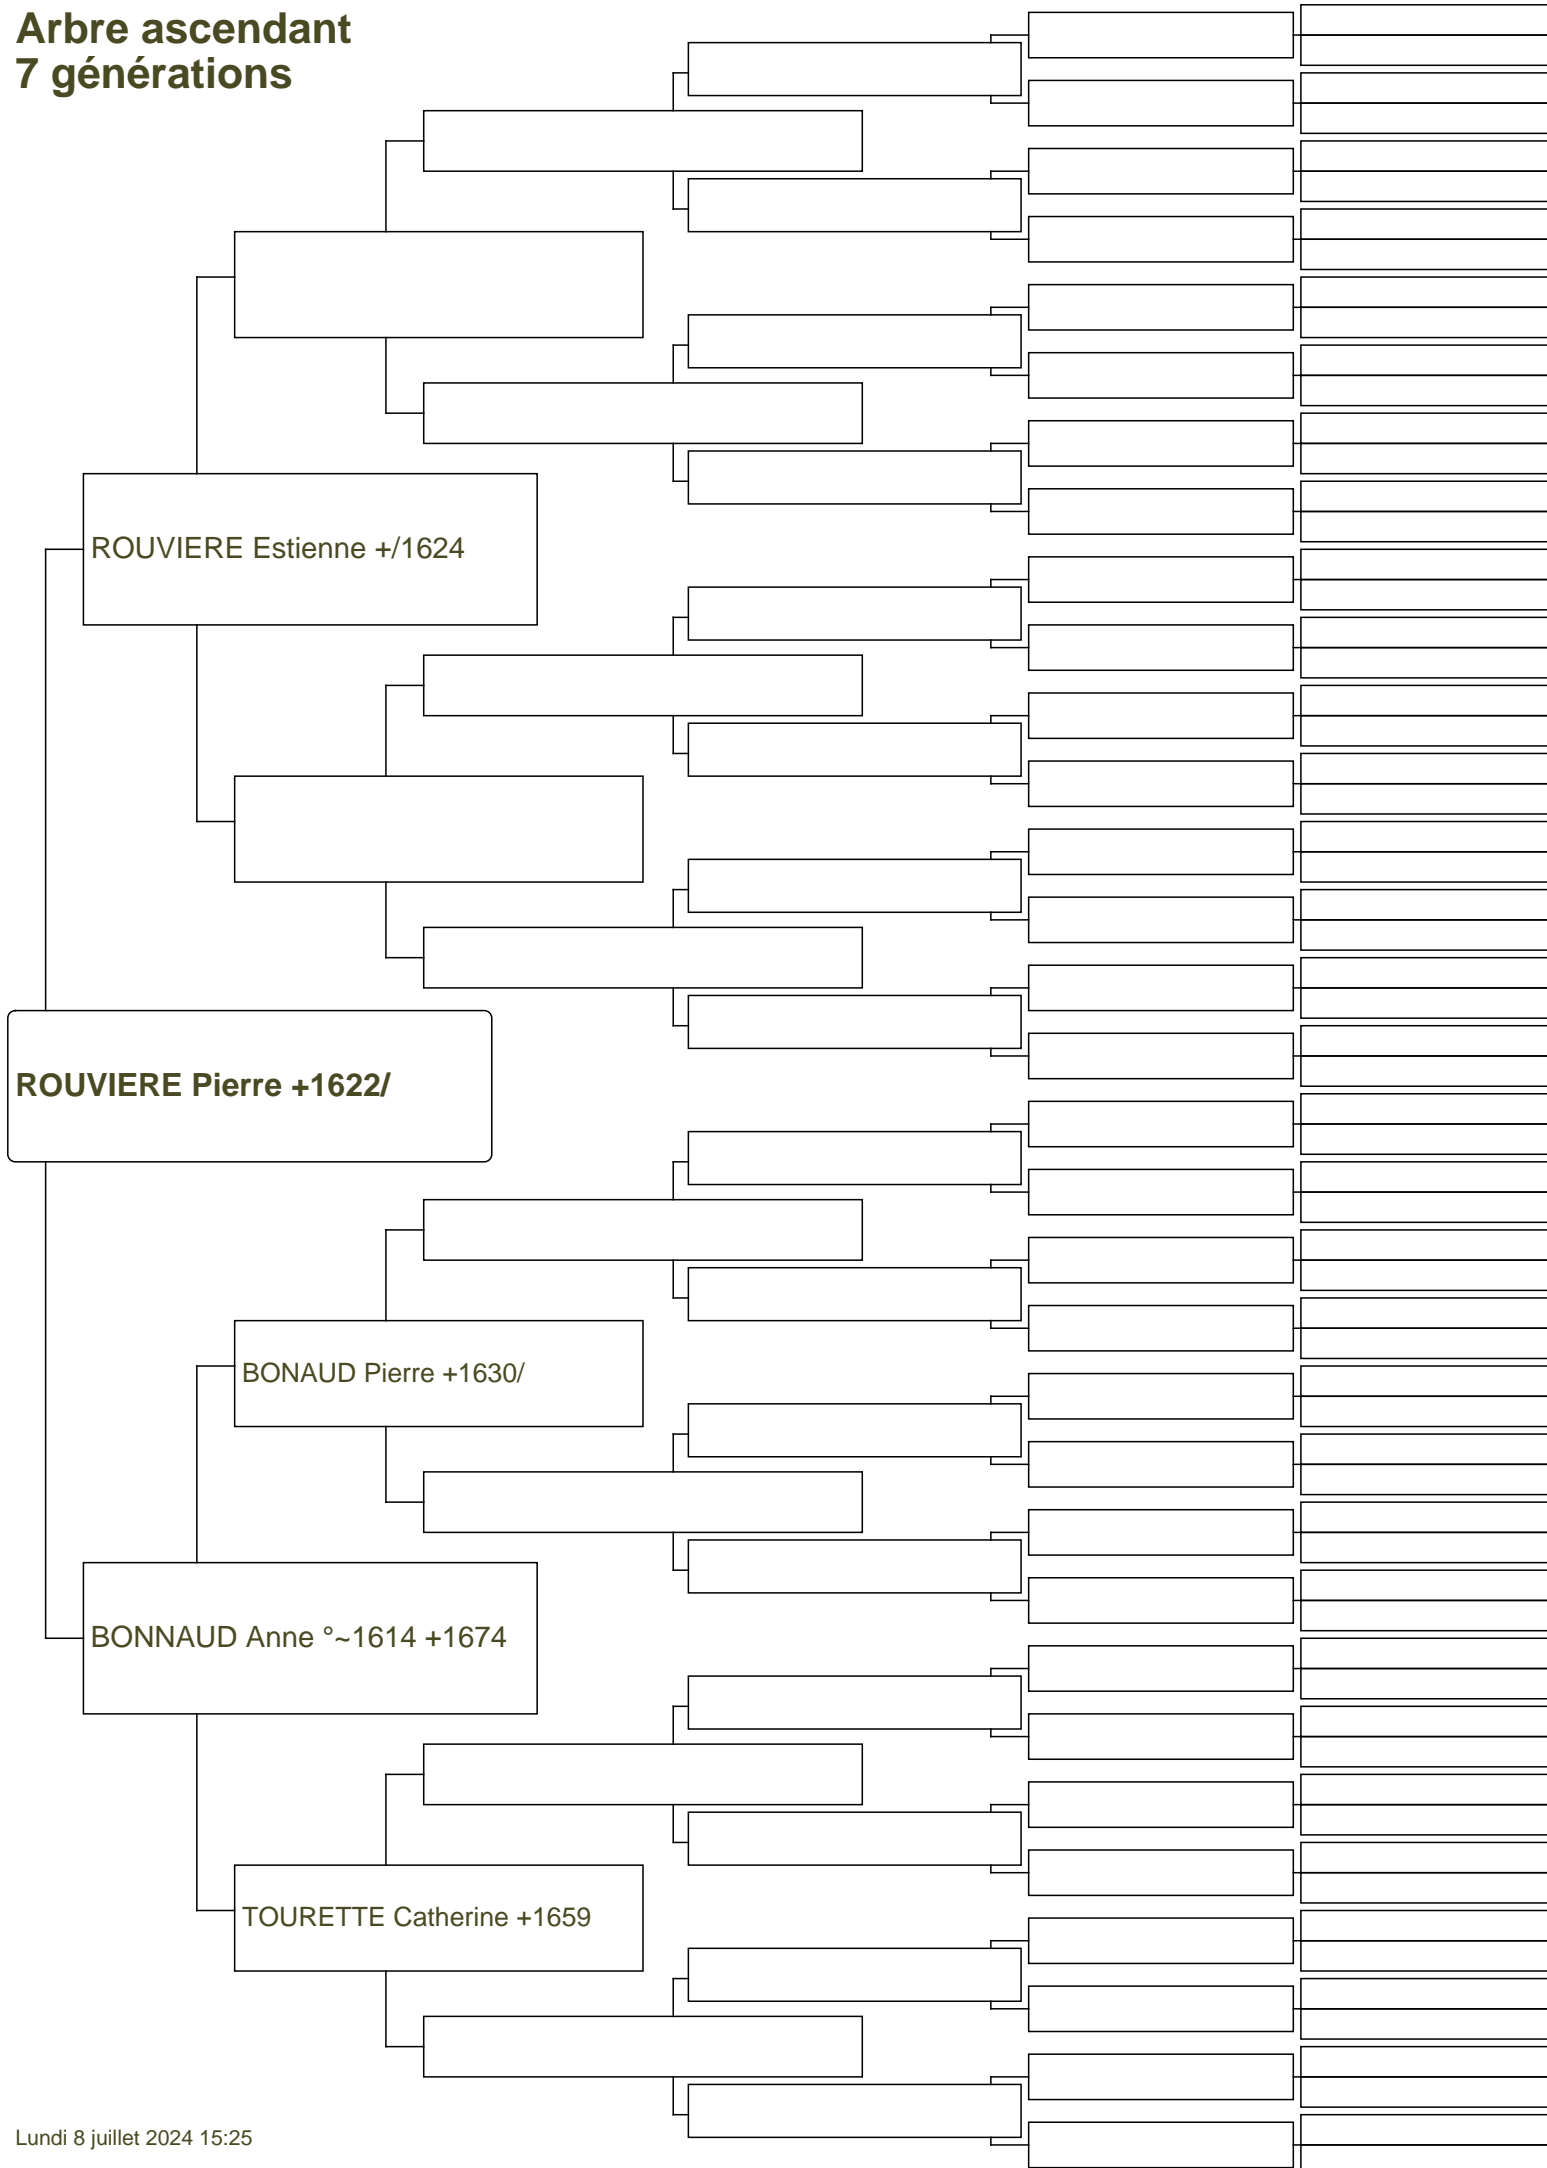 Arbre ascendant
7 générations
ROUVIERE Estienne +/1624
ROUVIERE Pierre +1622/
BONAUD Pierre +1630/
BONNAUD Anne °~1614 +1674
TOURETTE Catherine +1659
Lundi 8 juillet 2024 15:25